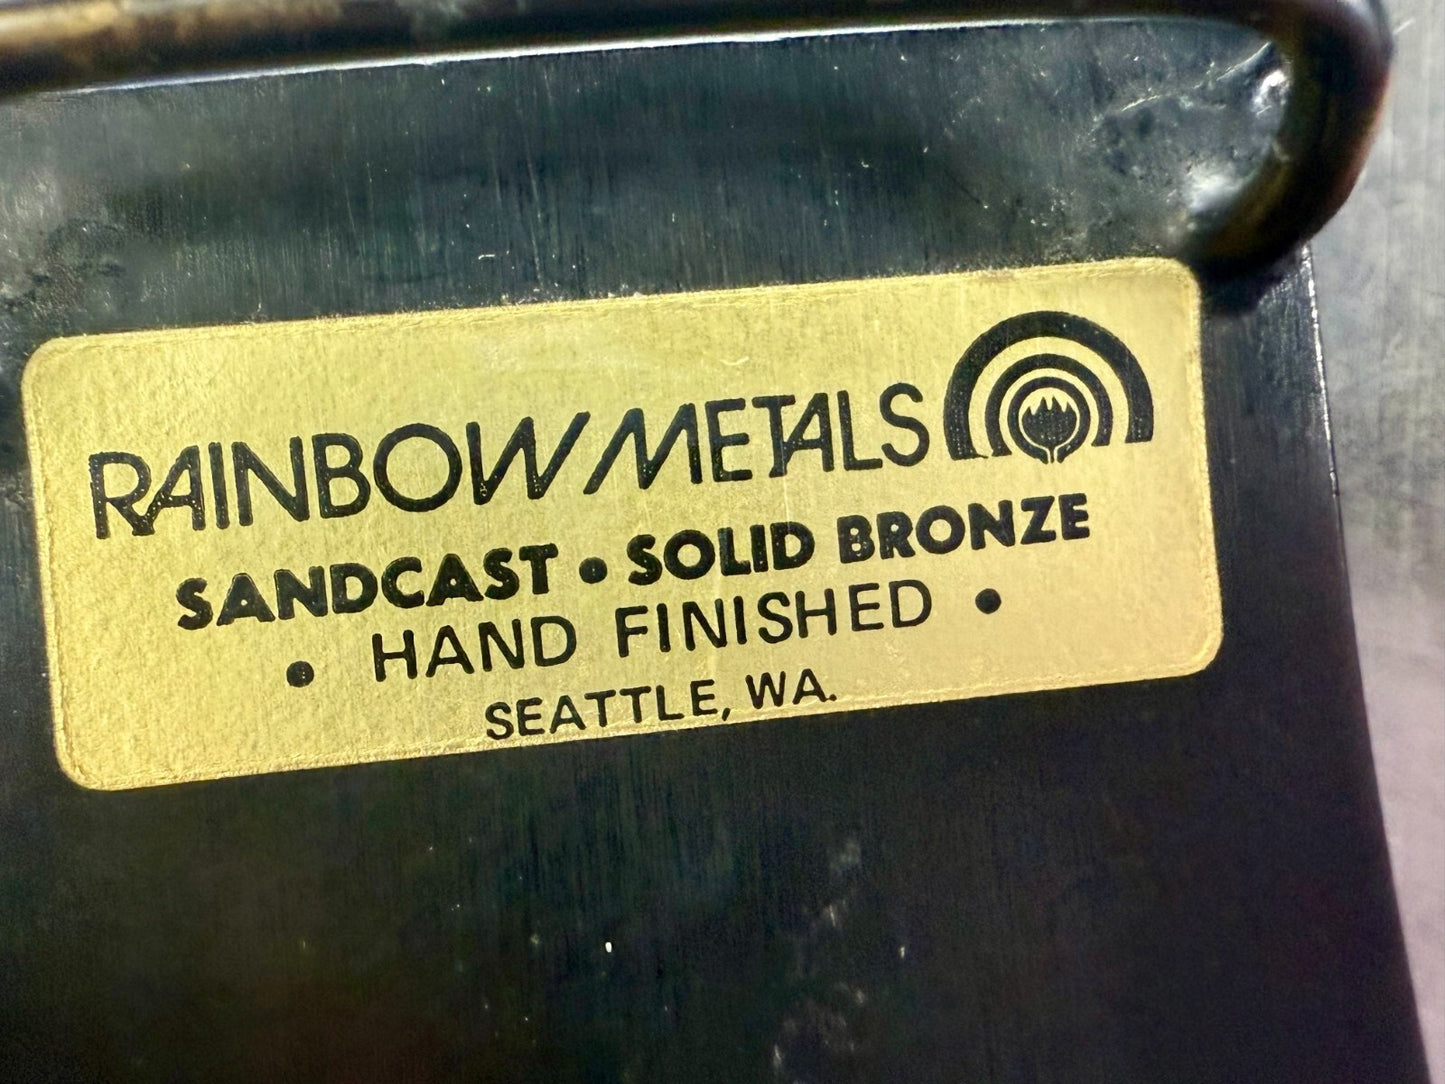 RAINBOW METALS
SANDCAST • SOLID BRONZE
• HAND FINISHED •
SEATTLE, WA.